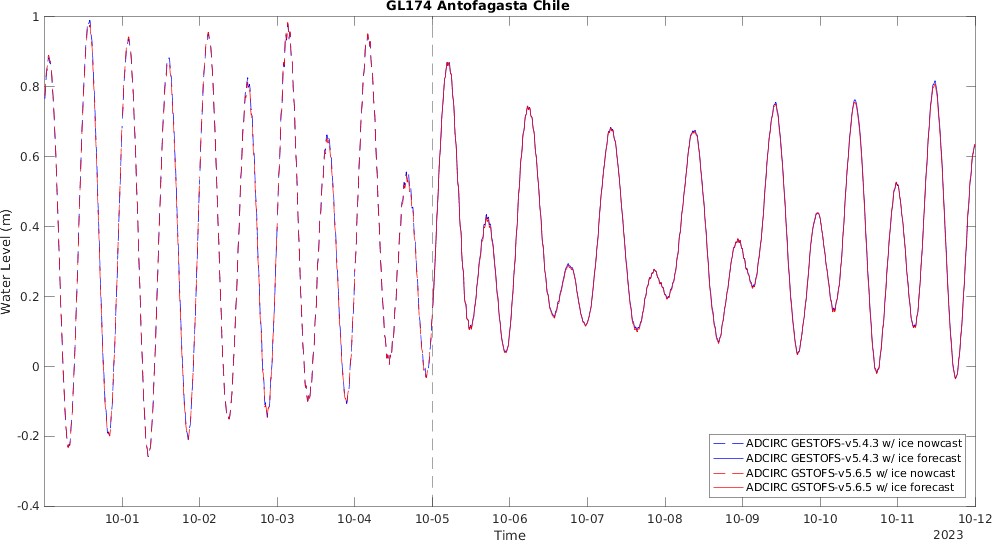 GL174 Antofagasta Chile
1
0.8
0.6
0.4
0.2
0
-0.2
-0.4
Water Level (m)
ADCIRC GESTOFS-v5.4.3 w/ ice nowcast
ADCIRC GESTOFS-v5.4.3 w/ ice forecast
ADCIRC GSTOFS-v5.6.5 w/ ice nowcast
ADCIRC GSTOFS-v5.6.5 w/ ice forecast
10-01 10-02 10-03 10-04 10-05 10-06 10-07 10-08 10-09 10-10 10-11 10-12
Time
2023